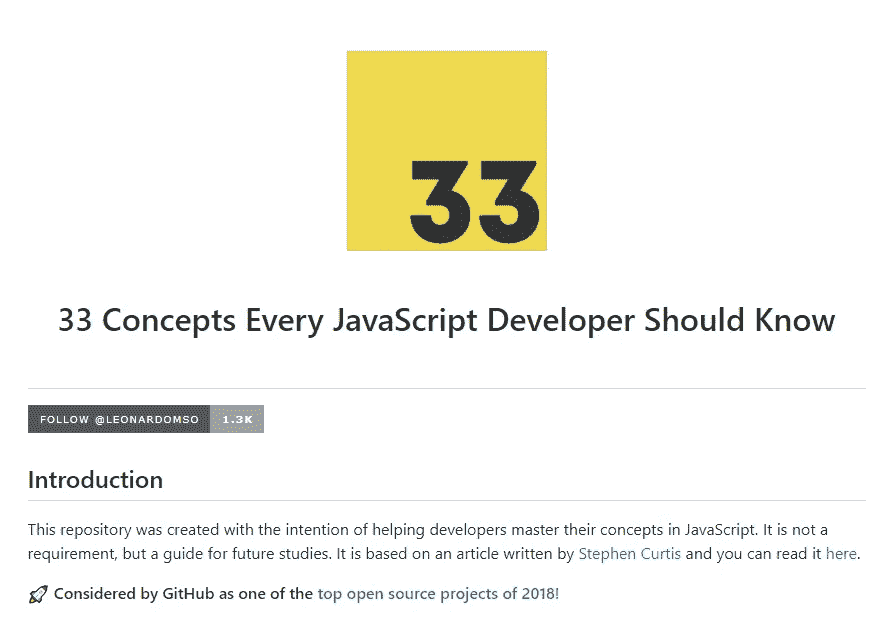 33
33 Concepts Every JavaScript Developer Should Know
FOLLOW @LEONARDOMSO 1.3K
Introduction
This repository was created with the intention of helping developers master their concepts in JavaScript. It is not a
requirement, but a guide for future studies. It is based on an article written by Stephen Curtis and you can read it here.
🚀 Considered by GitHub as one of the top open source projects of 2018!